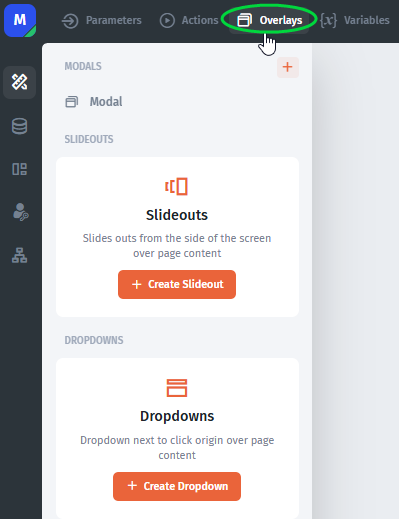 M Parameters Actions Overlays {x} Variables
MODALS +
Modal
SLIDEOUTS
Slideouts
Slides outs from the side of the screen
over page content
+ Create Slideout
DROPDOWNS
Dropdowns
Dropdown next to click origin over page
content
+ Create Dropdown